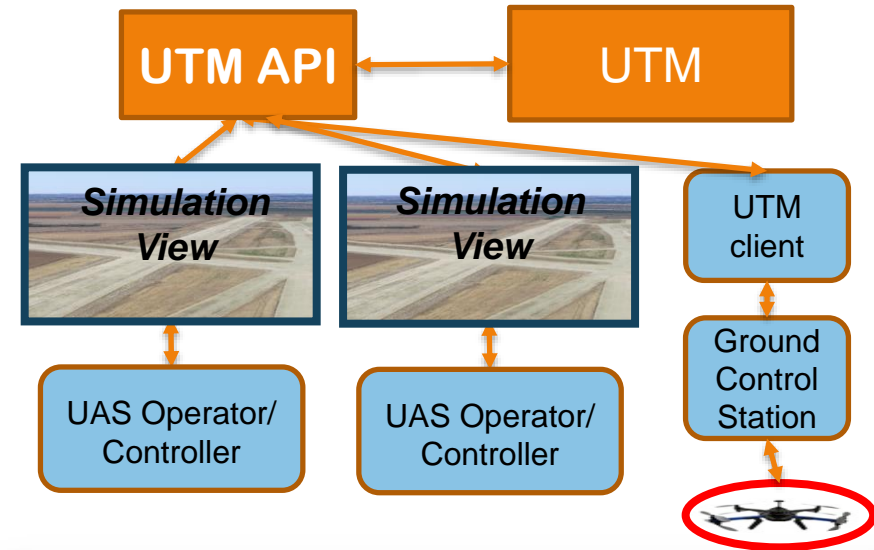 UTM API
UTM
Simulation
View
Simulation
View
UTM
client
UAS Operator/
Controller
UAS Operator/
Controller
Ground
Control
Station